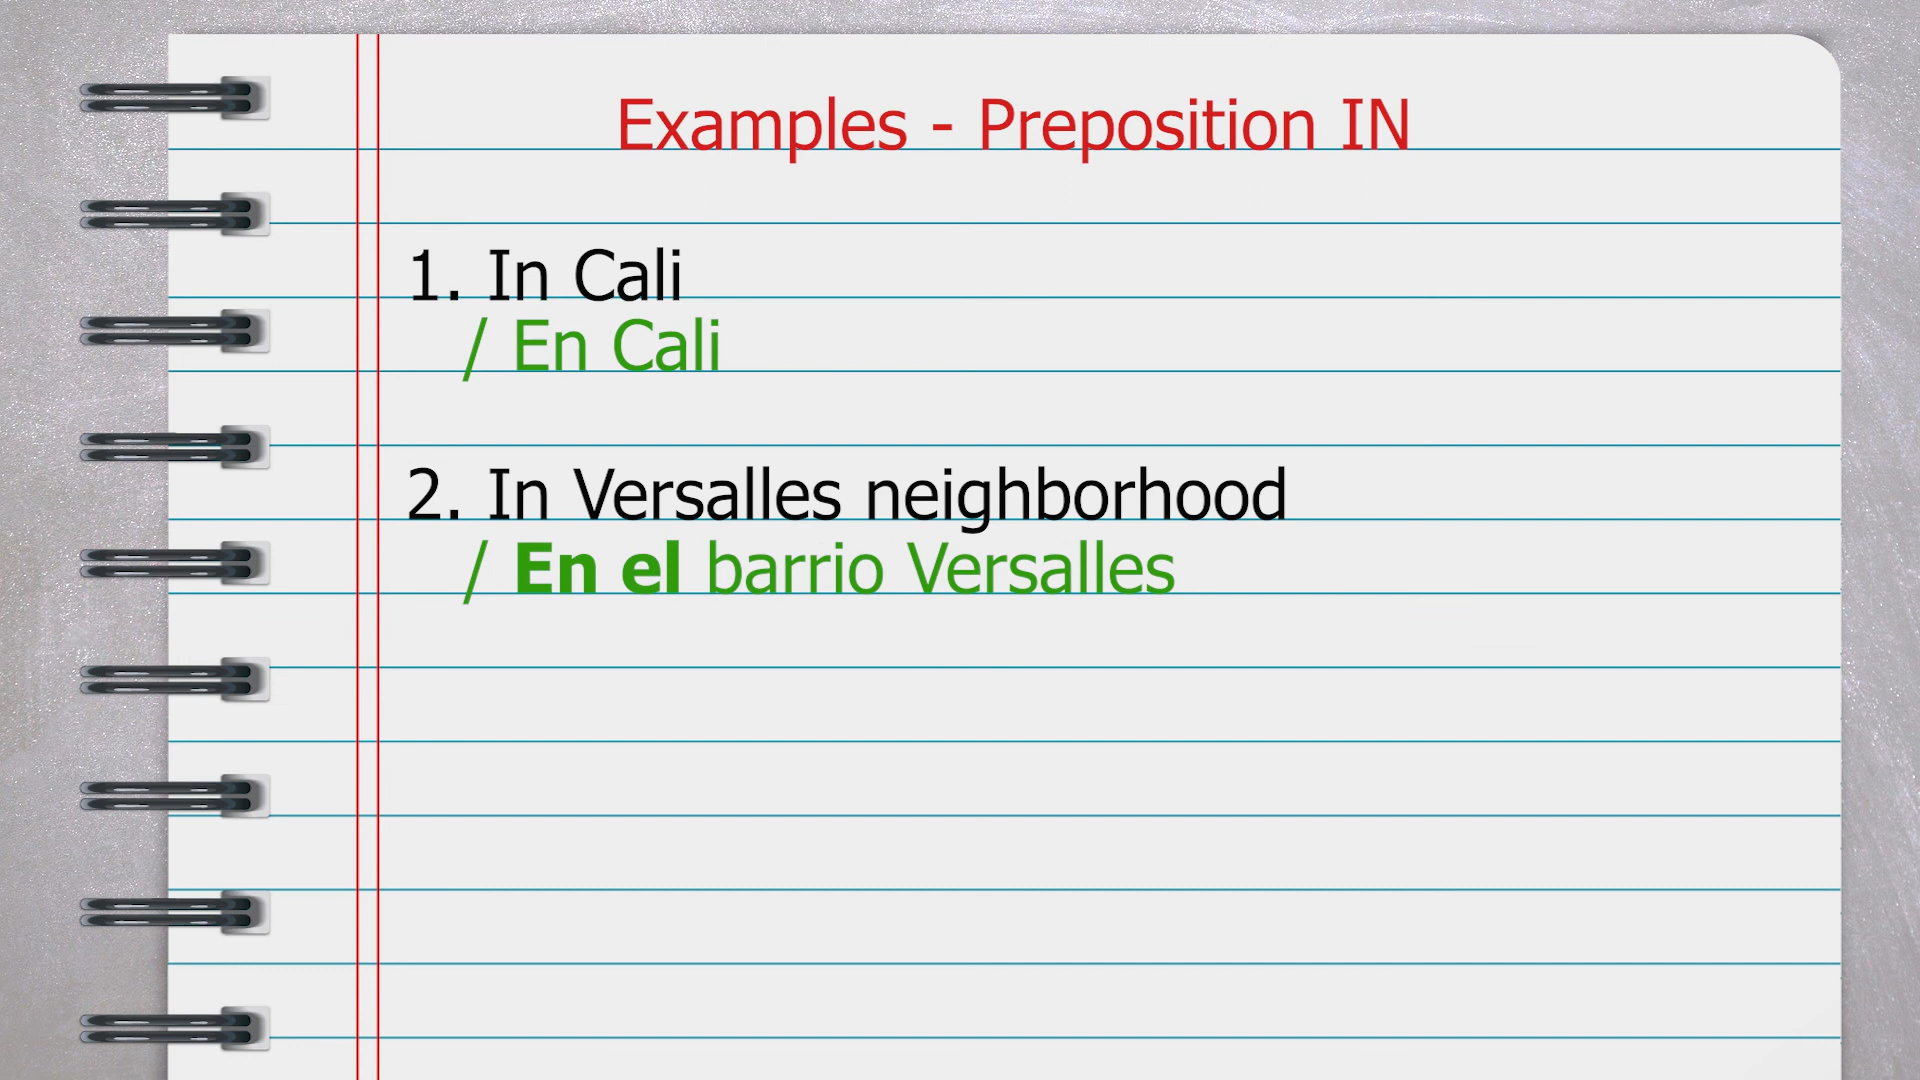 Examples - Preposition IN
1. In Cali
/ En Cali
2. In Versalles neighborhood
/ En el barrio Versalles